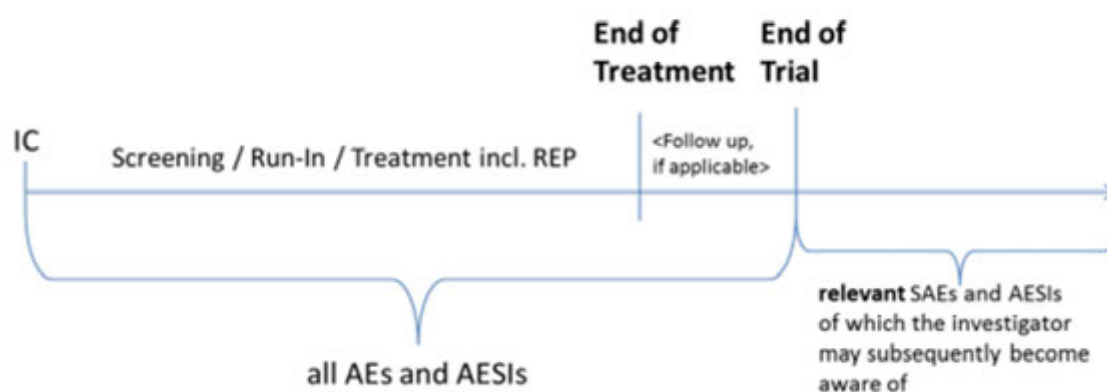 End of
Treatment
End of
Trial
IC
Screening / Run-In / Treatment incl. REP
<Follow up,
if applicable>
all AEs and AESIs
relevant SAEs and AESIs
of which the investigator
may subsequently become
aware of